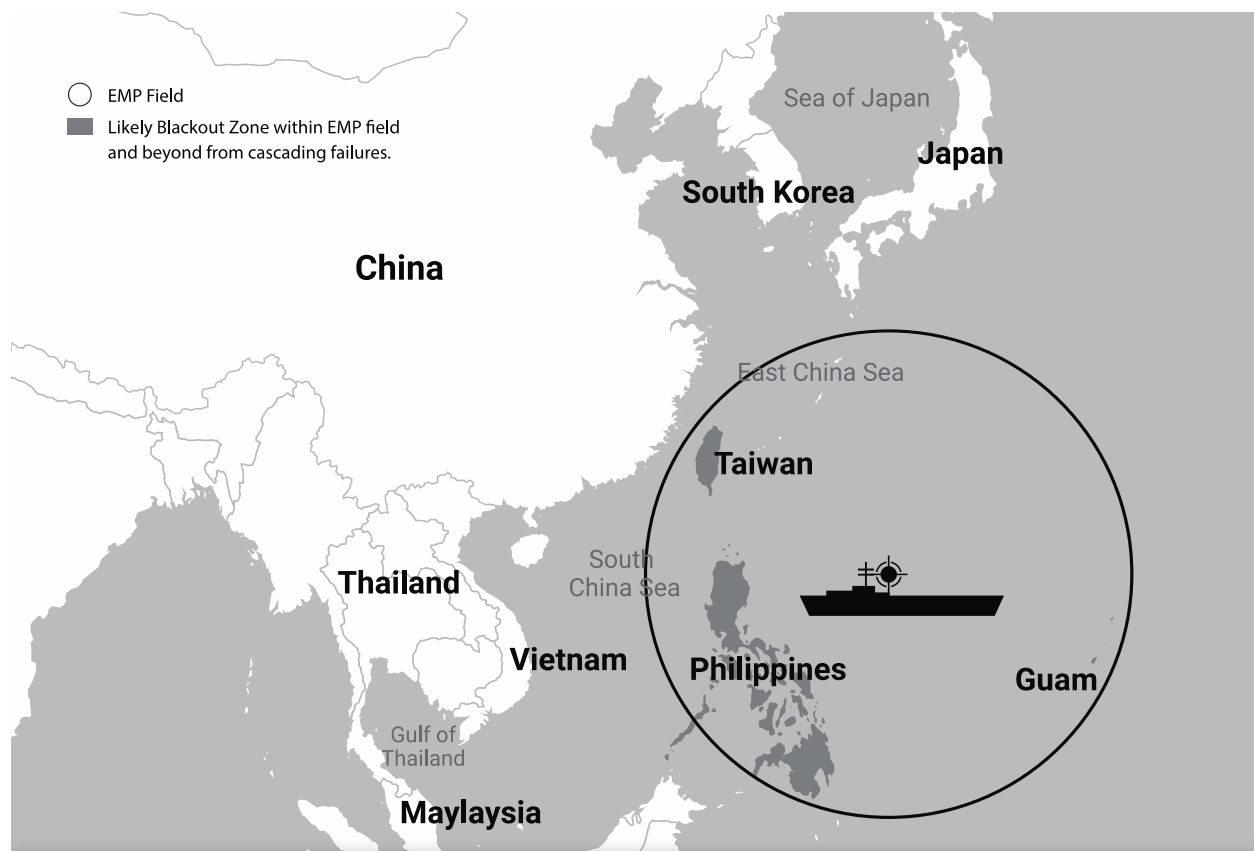 EMP Field
Likely Blackout Zone within EMP field
and beyond from cascading failures.
Sea of Japan
Japan
South Korea
China
East China Sea
Taiwan
South
China Sea
Thailand
Vietnam
Philippines
Guam
Gulf of
Thailand
Maylaysia